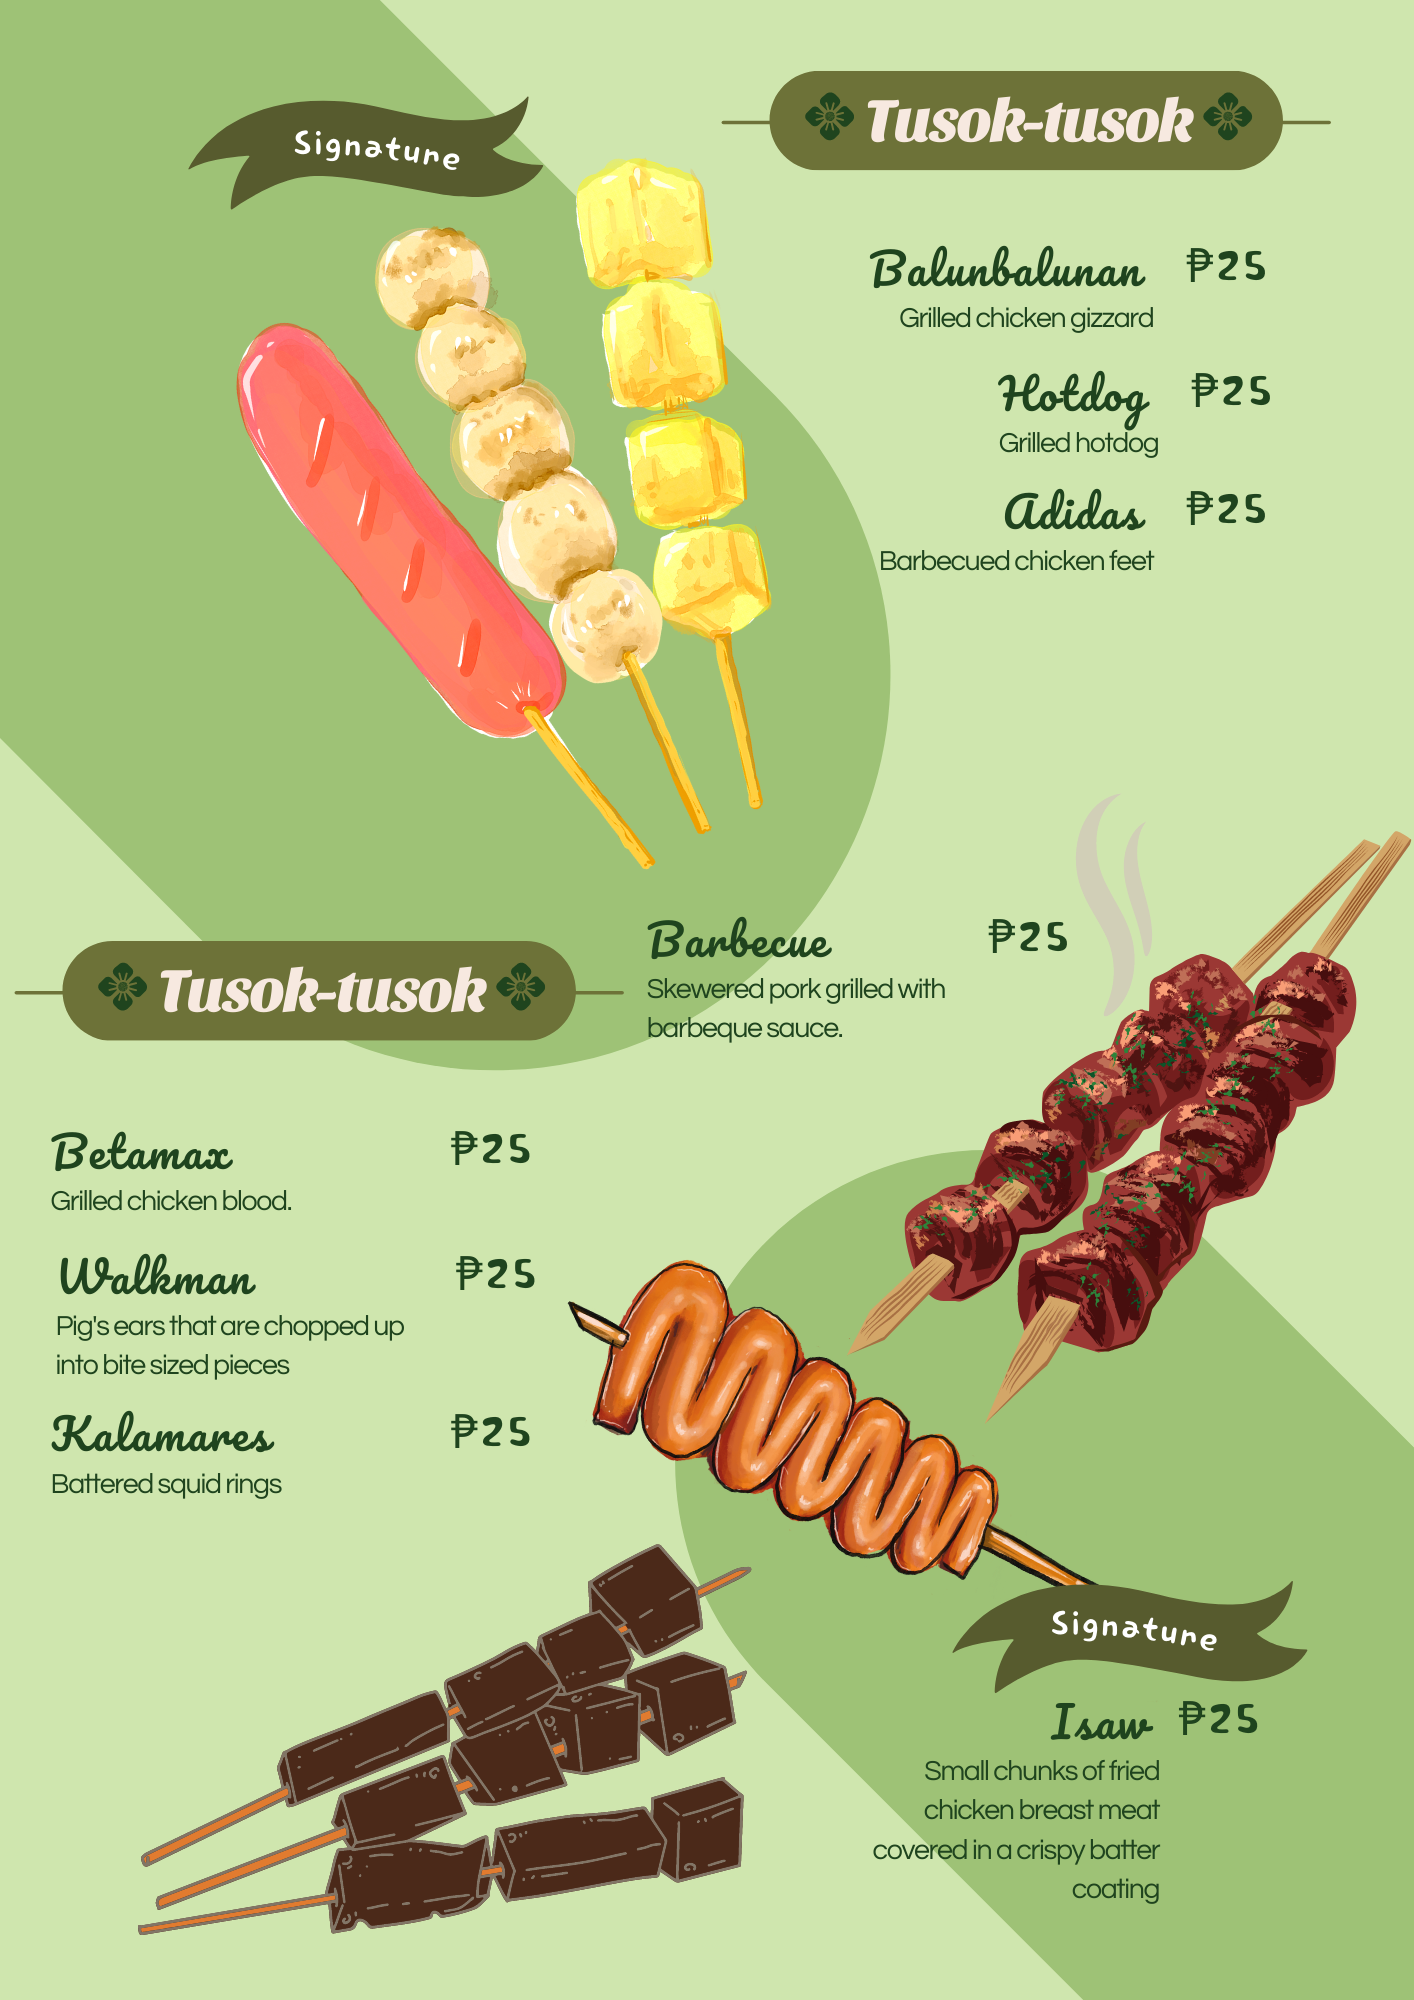 Signature
Tusok-tusok
Balunbalunan ₱25
Grilled chicken gizzard
Hotdog ₱25
Grilled hotdog
Adidas ₱25
Barbecued chicken feet
Barbecue ₱25
Skewered pork grilled with
barbeque sauce.
Tusok-tusok
Betamax ₱25
Grilled chicken blood.
Walkman ₱25
Pig's ears that are chopped up
into bite sized pieces
Kalamares ₱25
Battered squid rings
Signature
Isaw ₱25
Small chunks of fried
chicken breast meat
covered in a crispy batter
coating